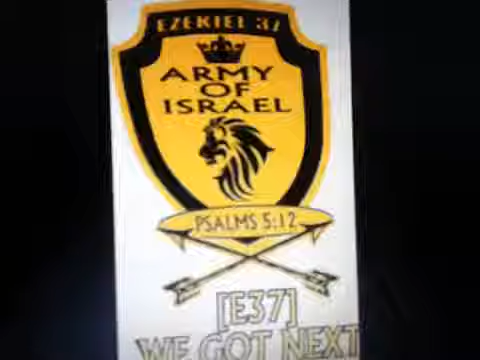 EZEKIEL 37
ARMY
OF
ISRAEL
PSALMS 5:12
[E37]
WE GOT NEXT